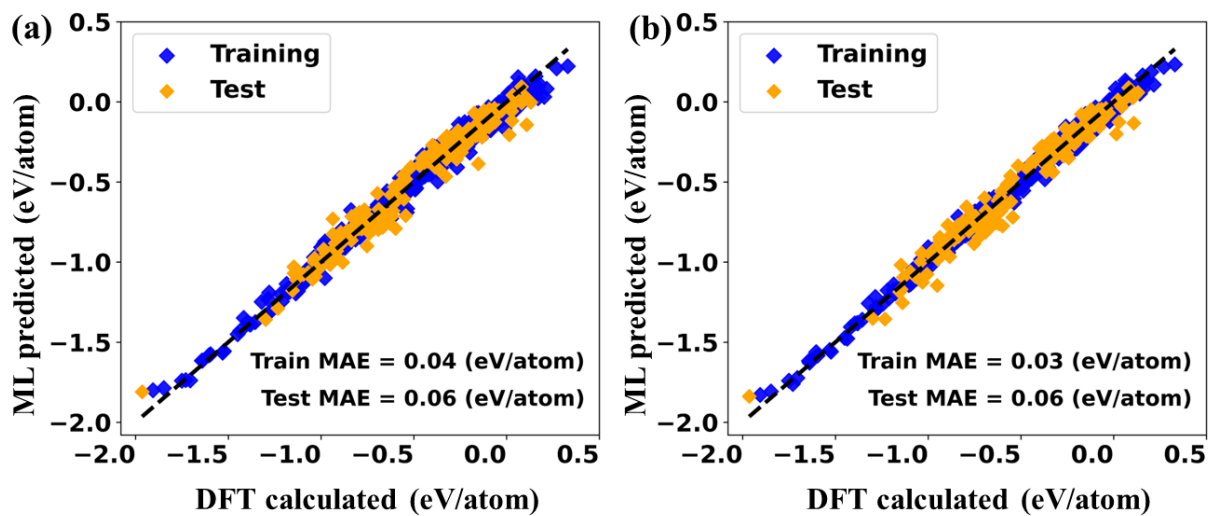 (a)
0.5
0.0
−0.5
−1.0
−1.5
−2.0
ML predicted (eV/atom)
Training
Test
Train MAE = 0.04 (eV/atom)
Test MAE = 0.06 (eV/atom)
−2.0 −1.5 −1.0 −0.5 0.0 0.5
DFT calculated (eV/atom)
(b)
0.5
0.0
−0.5
−1.0
−1.5
−2.0
ML predicted (eV/atom)
Training
Test
Train MAE = 0.03 (eV/atom)
Test MAE = 0.06 (eV/atom)
−2.0 −1.5 −1.0 −0.5 0.0 0.5
DFT calculated (eV/atom)